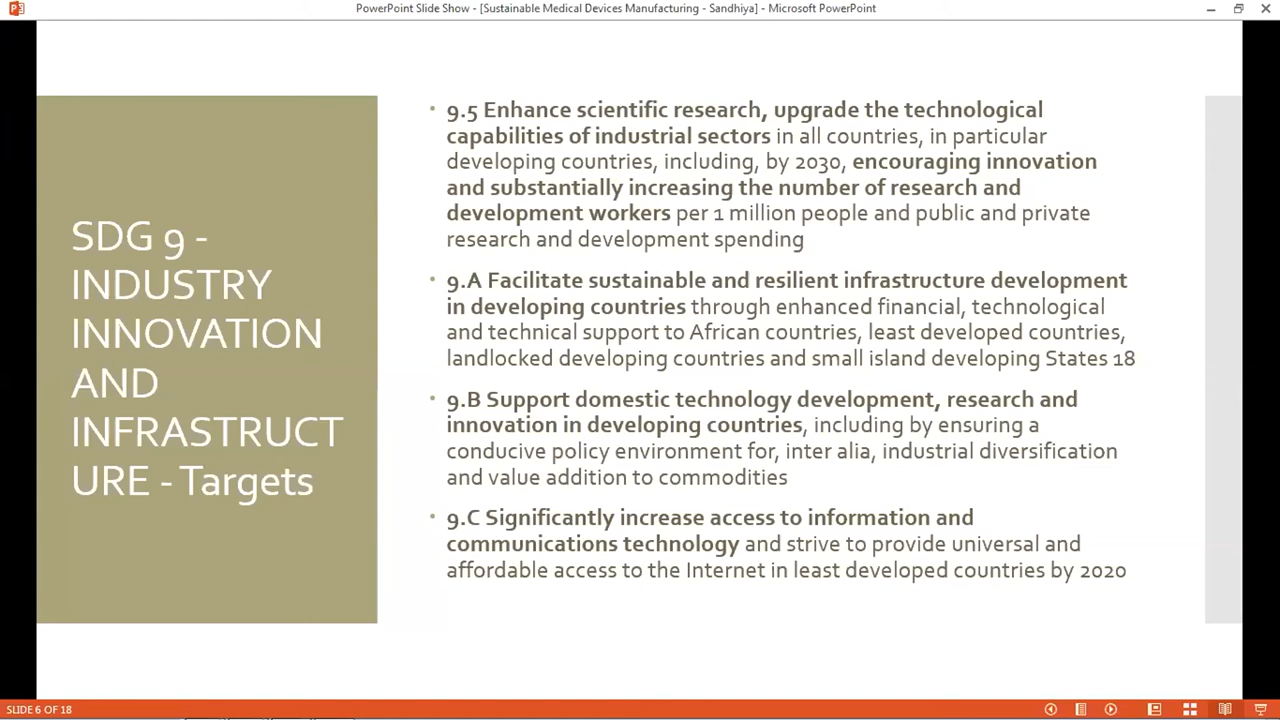 PowerPoint Slide Show - [Sustainable Medical Devices Manufacturing - Sandhiya] - Microsoft PowerPoint
SDG 9 -
INDUSTRY
INNOVATION
AND
INFRASTRUCT
URE - Targets
• 9.5 Enhance scientific research, upgrade the technological
capabilities of industrial sectors in all countries, in particular
developing countries, including, by 2030, encouraging innovation
and substantially increasing the number of research and
development workers per 1 million people and public and private
research and development spending
• 9.A Facilitate sustainable and resilient infrastructure development
in developing countries through enhanced financial, technological
and technical support to African countries, least developed countries,
landlocked developing countries and small island developing States 18
• 9.B Support domestic technology development, research and
innovation in developing countries, including by ensuring a
conducive policy environment for, inter alia, industrial diversification
and value addition to commodities
• 9.C Significantly increase access to information and
communications technology and strive to provide universal and
affordable access to the Internet in least developed countries by 2020
SLIDE 6 OF 18